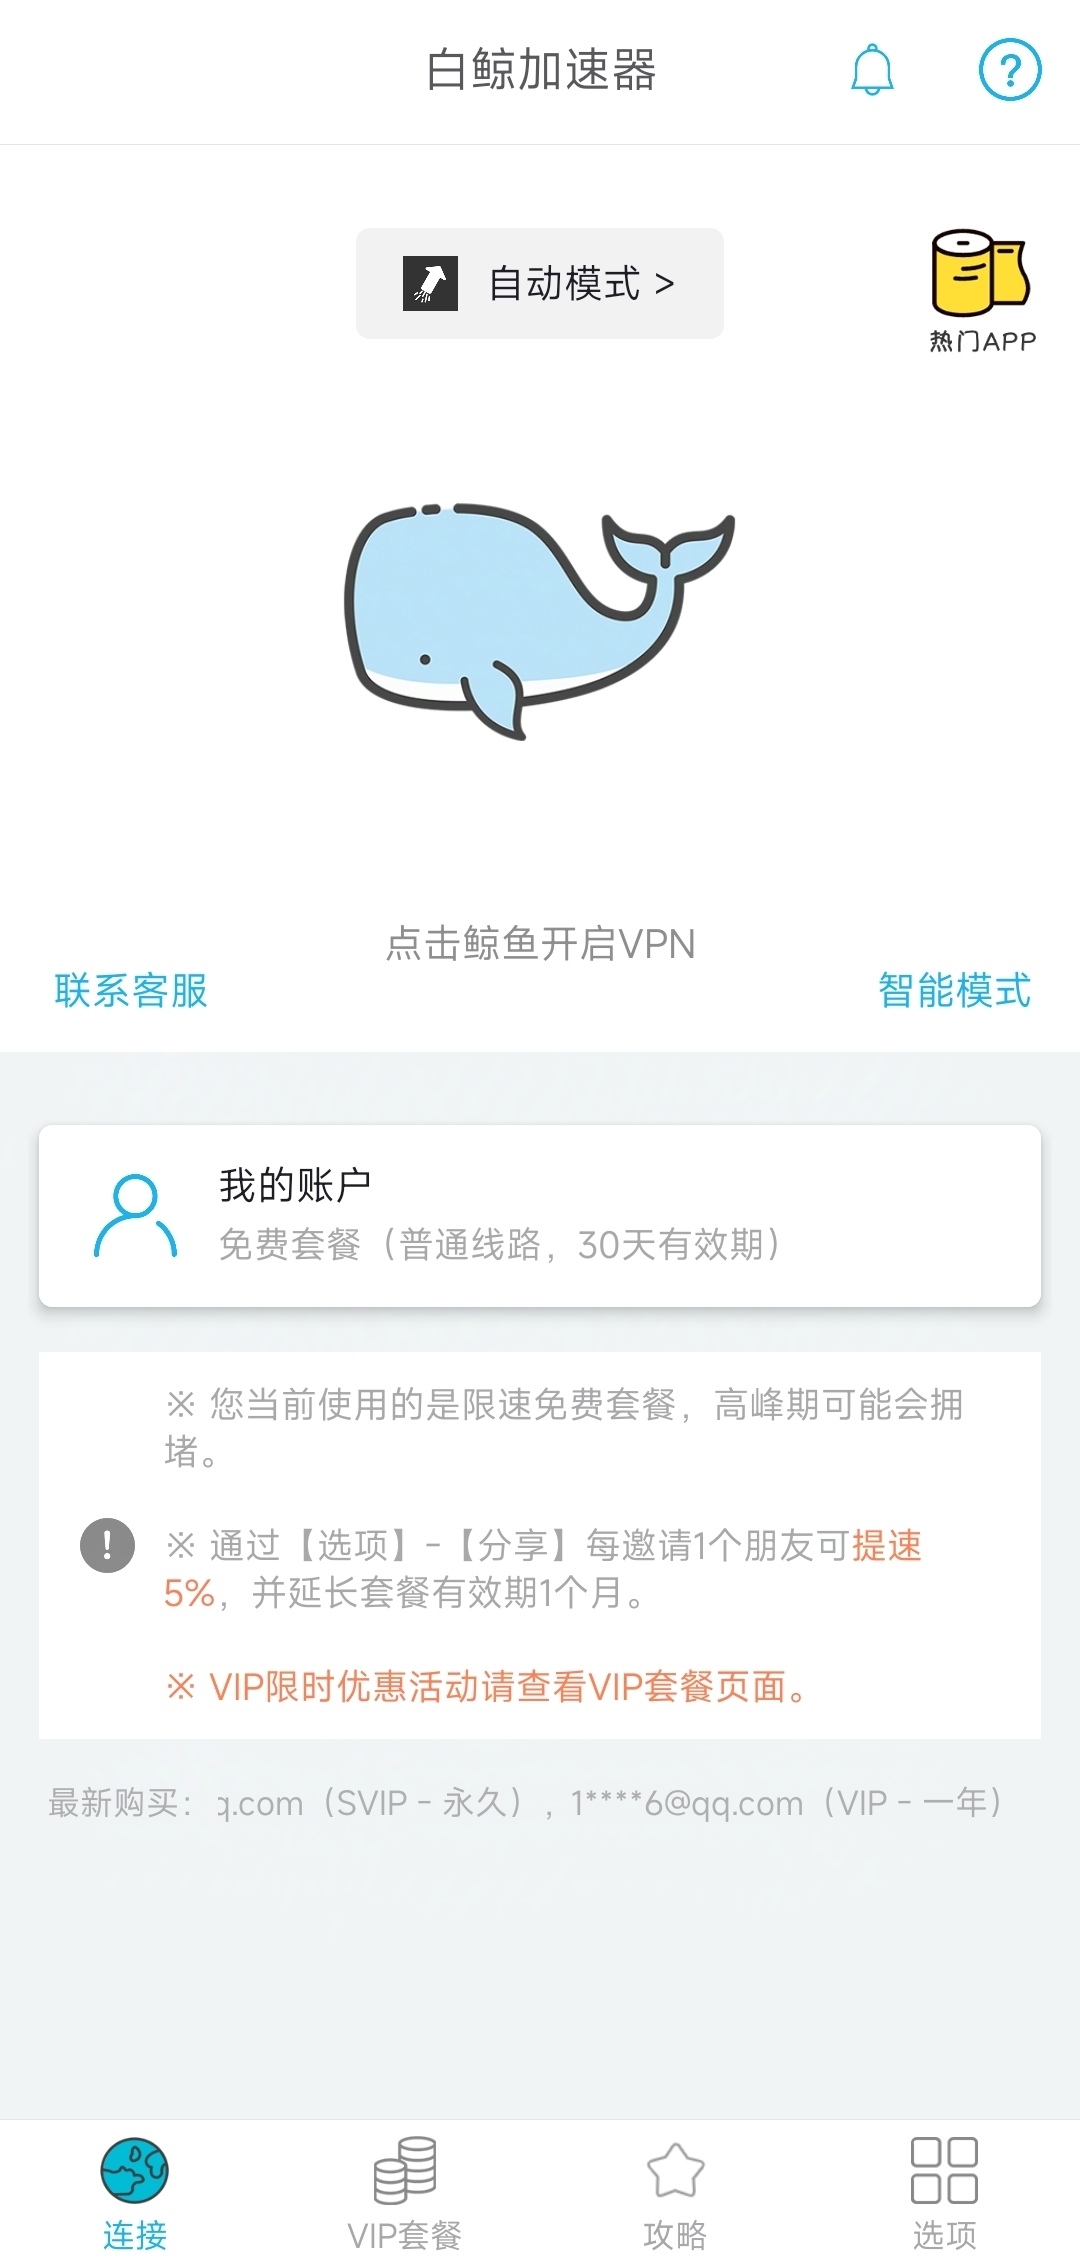 白鲸加速器
自动模式 >
热门APP
点击鲸鱼开启VPN
联系客服
智能模式
我的账户
免费套餐（普通线路，30天有效期）
※ 您当前使用的是限速免费套餐，高峰期可能会拥
堵。
※ 通过【选项】-【分享】每邀请1个朋友可提速
5%，并延长套餐有效期1个月。
※ VIP限时优惠活动请查看VIP套餐页面。
最新购买：q.com（SVIP - 永久），1****6@qq.com（VIP - 一年）
连接
VIP套餐
攻略
选项